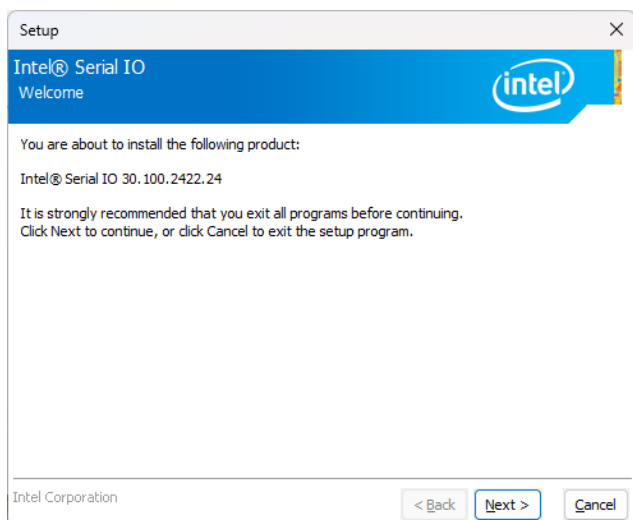 Setup
Intel® Serial IO
Welcome
intel
You are about to install the following product:
Intel® Serial IO 30.100.2422.24
It is strongly recommended that you exit all programs before continuing.
Click Next to continue, or click Cancel to exit the setup program.
Intel Corporation
< Back Next > Cancel